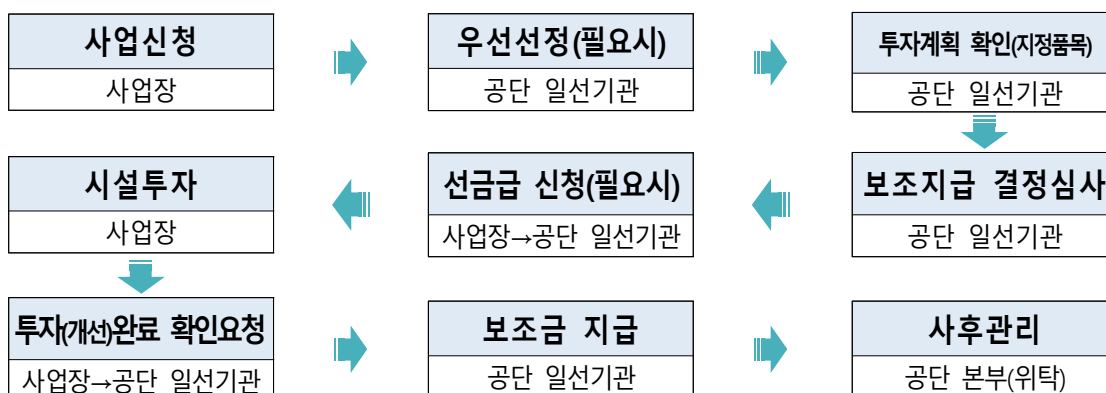 사업신청
사업장
우선선정(필요시)
공단 일선기관
투자계획 확인(지정품목)
공단 일선기관
보조지급 결정심사
공단 일선기관
선금급 신청(필요시)
사업장→공단 일선기관
시설투자
사업장
투자(개선)완료 확인요청
사업장→공단 일선기관
보조금 지급
공단 일선기관
사후관리
공단 본부(위탁)